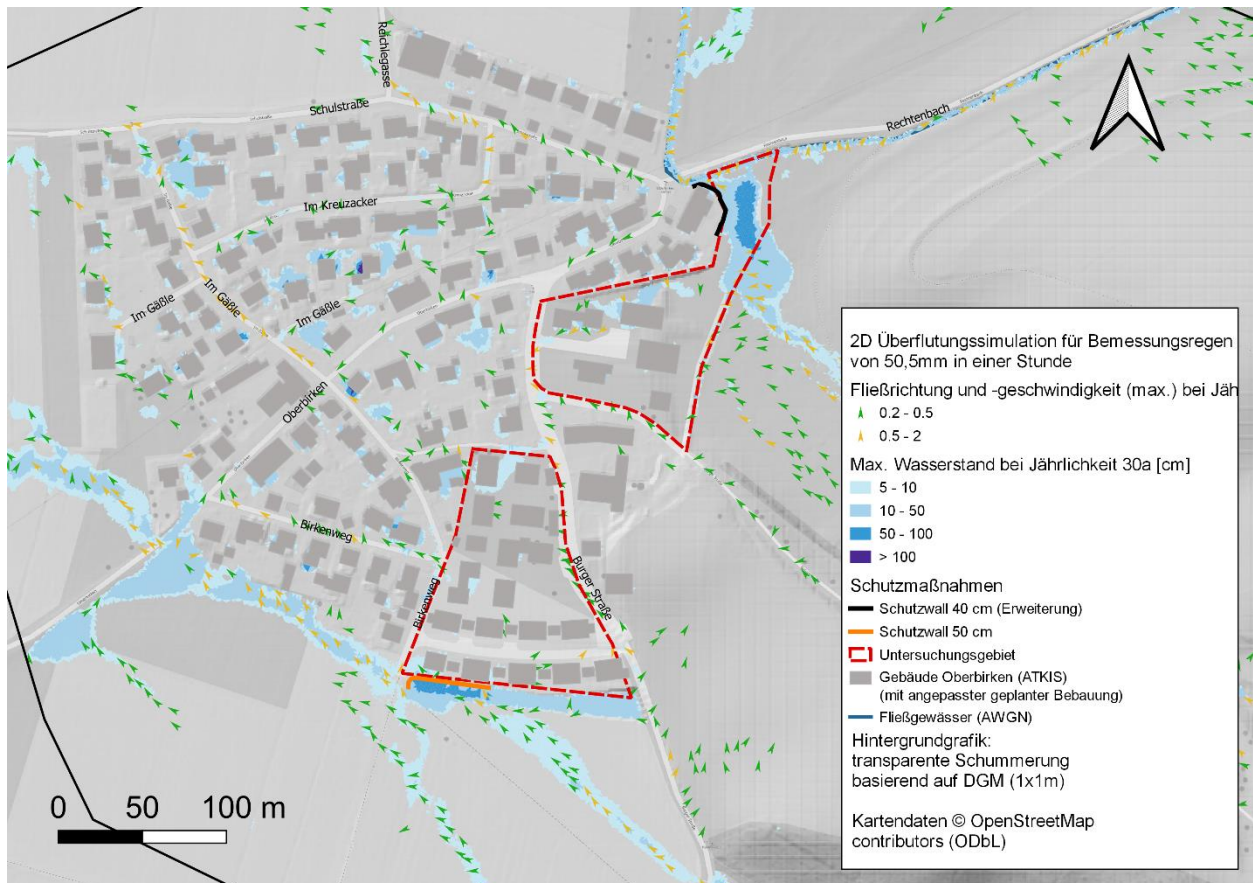 Reichlegasse
Schulstraße
Rechtenbach
Im Kreuzacker
Im Gäßle
Im Gäßle
Im Gäßle
Oberbirken
Birkenweg
Birkenweg
Burger Straße
0 50 100 m
2D Überflutungssimulation für Bemessungsregen
von 50,5mm in einer Stunde
Fließrichtung und -geschwindigkeit (max.) bei Jäh
0.2 - 0.5
0.5 - 2
Max. Wasserstand bei Jährlichkeit 30a [cm]
5 - 10
10 - 50
50 - 100
> 100
Schutzmaßnahmen
Schutzwall 40 cm (Erweiterung)
Schutzwall 50 cm
Untersuchungsgebiet
Gebäude Oberbirken (ATKIS)
(mit angepasster geplanter Bebauung)
Fließgewässer (AWGN)
Hintergrundgrafik:
transparente Schummerung
basierend auf DGM (1x1m)
Kartendaten © OpenStreetMap
contributors (ODbL)